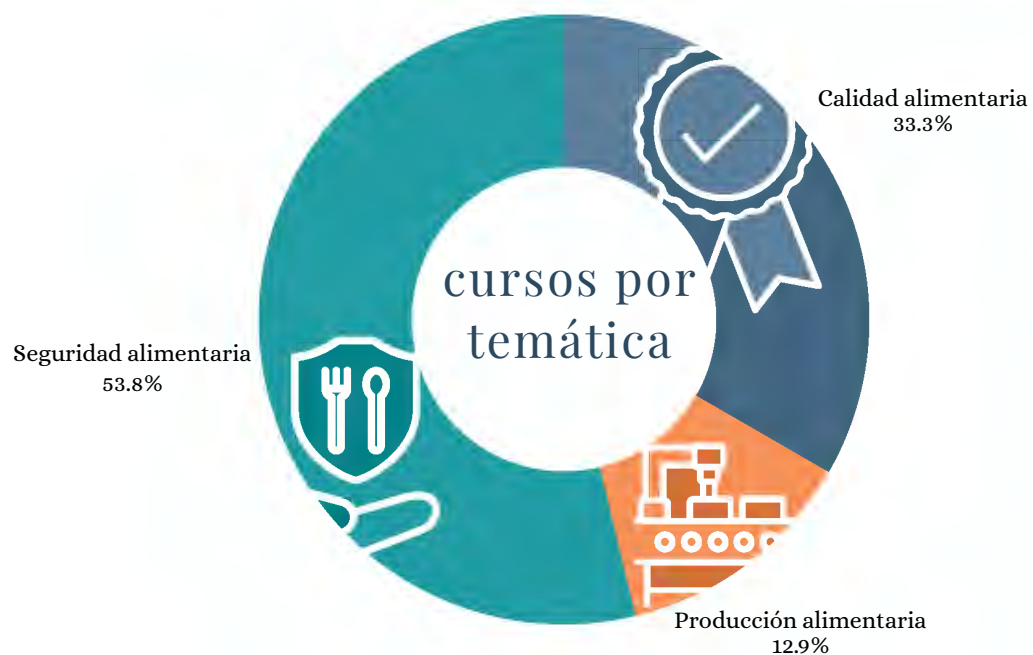 Calidad alimentaria
33.3%
cursos por
temática
Seguridad alimentaria
53.8%
Producción alimentaria
12.9%